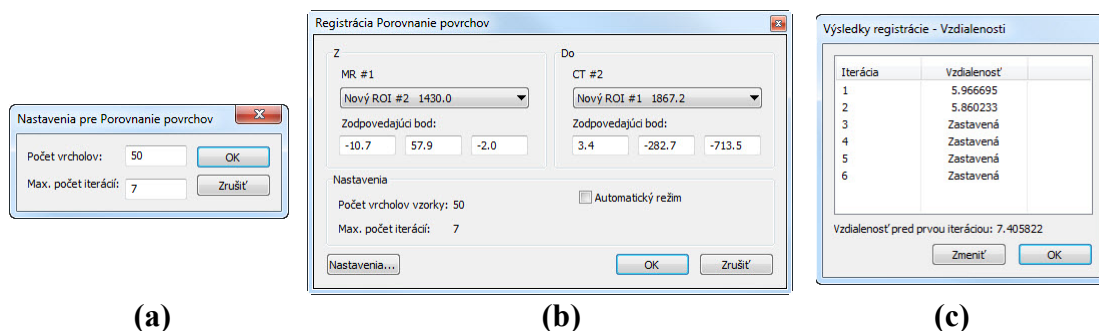 Nastavenia pre Porovnanie povrchov
Počet vrcholov: 50 OK
Max. počet iterácií: 7 Zrušiť
(a)
Registrácia Porovnanie povrchov
Z
MR #1
Nový ROI #2 1430.0
Zodpovedajúci bod:
-10.7 57.9 -2.0
Do
CT #2
Nový ROI #1 1867.2
Zodpovedajúci bod:
3.4 -282.7 -713.5
Nastavenia
Počet vrcholov vzorky: 50
Max. počet iterácií: 7
Automatický režim
Nastavenia... OK Zrušiť
(b)
Výsledky registrácie - Vzdialenosti
Iterácia Vzdialenosť
1 5.966695
2 5.860233
3 Zastavená
4 Zastavená
5 Zastavená
6 Zastavená
Vzdialenosť pred prvou iteráciou: 7.405822
Zmeniť OK
(c)